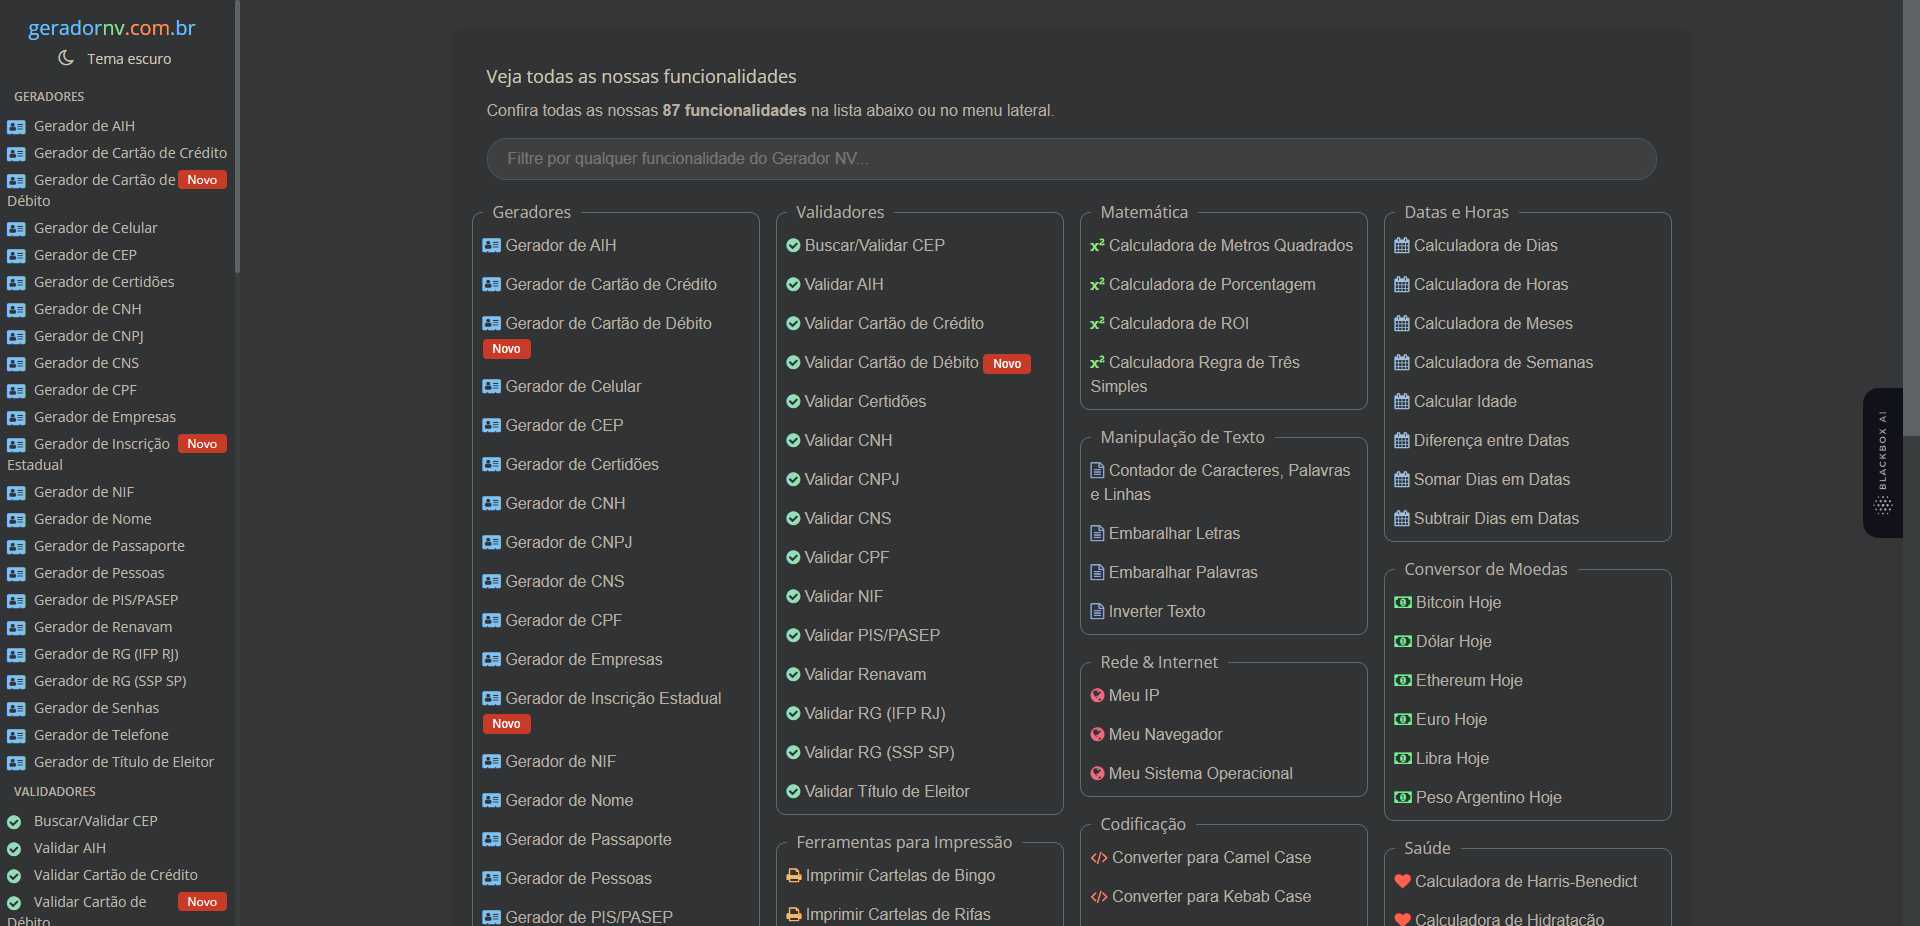 geradornv.com.br
Tema escuro
GERADORES
Gerador de AIH
Gerador de Cartão de Crédito
Gerador de Cartão de Novo
Débito
Gerador de Celular
Gerador de CEP
Gerador de Certidões
Gerador de CNH
Gerador de CNPJ
Gerador de CNS
Gerador de CPF
Gerador de Empresas
Gerador de Inscrição Novo
Estadual
Gerador de NIF
Gerador de Nome
Gerador de Passaporte
Gerador de Pessoas
Gerador de PIS/PASEP
Gerador de Renavam
Gerador de RG (IFP RJ)
Gerador de RG (SSP SP)
Gerador de Senhas
Gerador de Telefone
Gerador de Título de Eleitor
VALIDADORES
Buscar/Validar CEP
Validar AIH
Validar Cartão de Crédito
Validar Cartão de Novo
Débito
Veja todas as nossas funcionalidades
Confira todas as nossas 87 funcionalidades na lista abaixo ou no menu lateral.
Filtre por qualquer funcionalidade do Gerador NV...
Geradores
Gerador de AIH
Gerador de Cartão de Crédito
Gerador de Cartão de Débito
Novo
Gerador de Celular
Gerador de CEP
Gerador de Certidões
Gerador de CNH
Gerador de CNPJ
Gerador de CNS
Gerador de CPF
Gerador de Empresas
Gerador de Inscrição Estadual
Novo
Gerador de NIF
Gerador de Nome
Gerador de Passaporte
Gerador de Pessoas
Gerador de PIS/PASEP
Validadores
Buscar/Validar CEP
Validar AIH
Validar Cartão de Crédito
Validar Cartão de Débito Novo
Validar Certidões
Validar CNH
Validar CNPJ
Validar CNS
Validar CPF
Validar NIF
Validar PIS/PASEP
Validar Renavam
Validar RG (IFP RJ)
Validar RG (SSP SP)
Validar Título de Eleitor
Ferramentas para Impressão
Imprimir Cartelas de Bingo
Imprimir Cartelas de Rifas
Matemática
x² Calculadora de Metros Quadrados
x² Calculadora de Porcentagem
x² Calculadora de ROI
x² Calculadora Regra de Três
Simples
Manipulação de Texto
Contador de Caracteres, Palavras
e Linhas
Embaralhar Letras
Embaralhar Palavras
Inverter Texto
Rede & Internet
Meu IP
Meu Navegador
Meu Sistema Operacional
Codificação
Converter para Camel Case
Converter para Kebab Case
Datas e Horas
Calculadora de Dias
Calculadora de Horas
Calculadora de Meses
Calculadora de Semanas
Calcular Idade
Diferença entre Datas
Somar Dias em Datas
Subtrair Dias em Datas
Conversor de Moedas
Bitcoin Hoje
Dólar Hoje
Ethereum Hoje
Euro Hoje
Libra Hoje
Peso Argentino Hoje
Saúde
Calculadora de Harris-Benedict
Calculadora de Hidratação
BLACKBOX AI